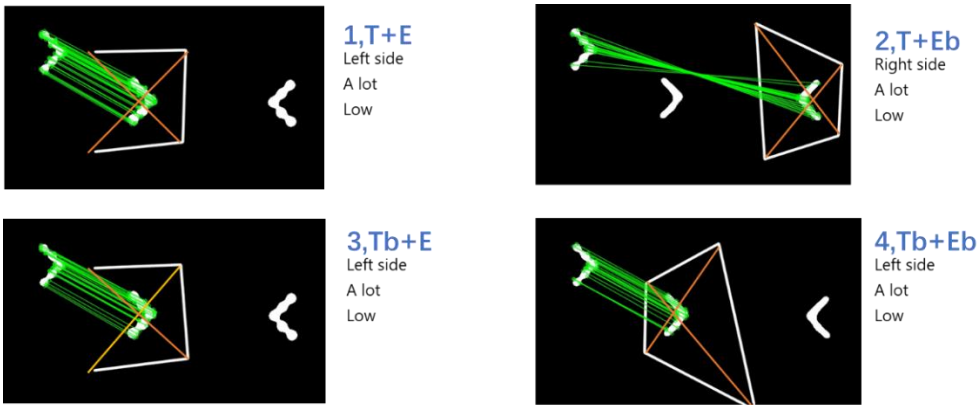 1,T+E
Left side
A lot
Low
2,T+Eb
Right side
A lot
Low
3,Tb+E
Left side
A lot
Low
4,Tb+Eb
Left side
A lot
Low